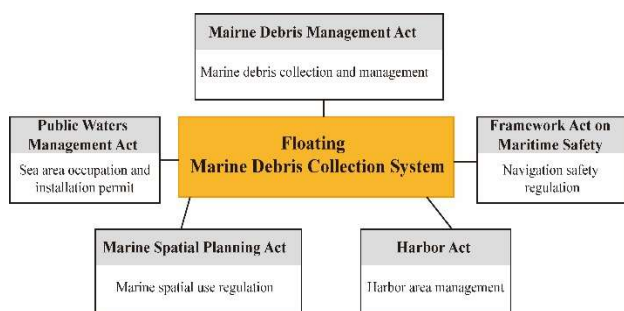 Mairne Debris Management Act
Marine debris collection and management
Public Waters
Management Act
Sea area occupation and
installation permit
Floating
Marine Debris Collection System
Framework Act on
Maritime Safety
Navigation safety
regulation
Marine Spatial Planning Act
Marine spatial use regulation
Harbor Act
Harbor area management